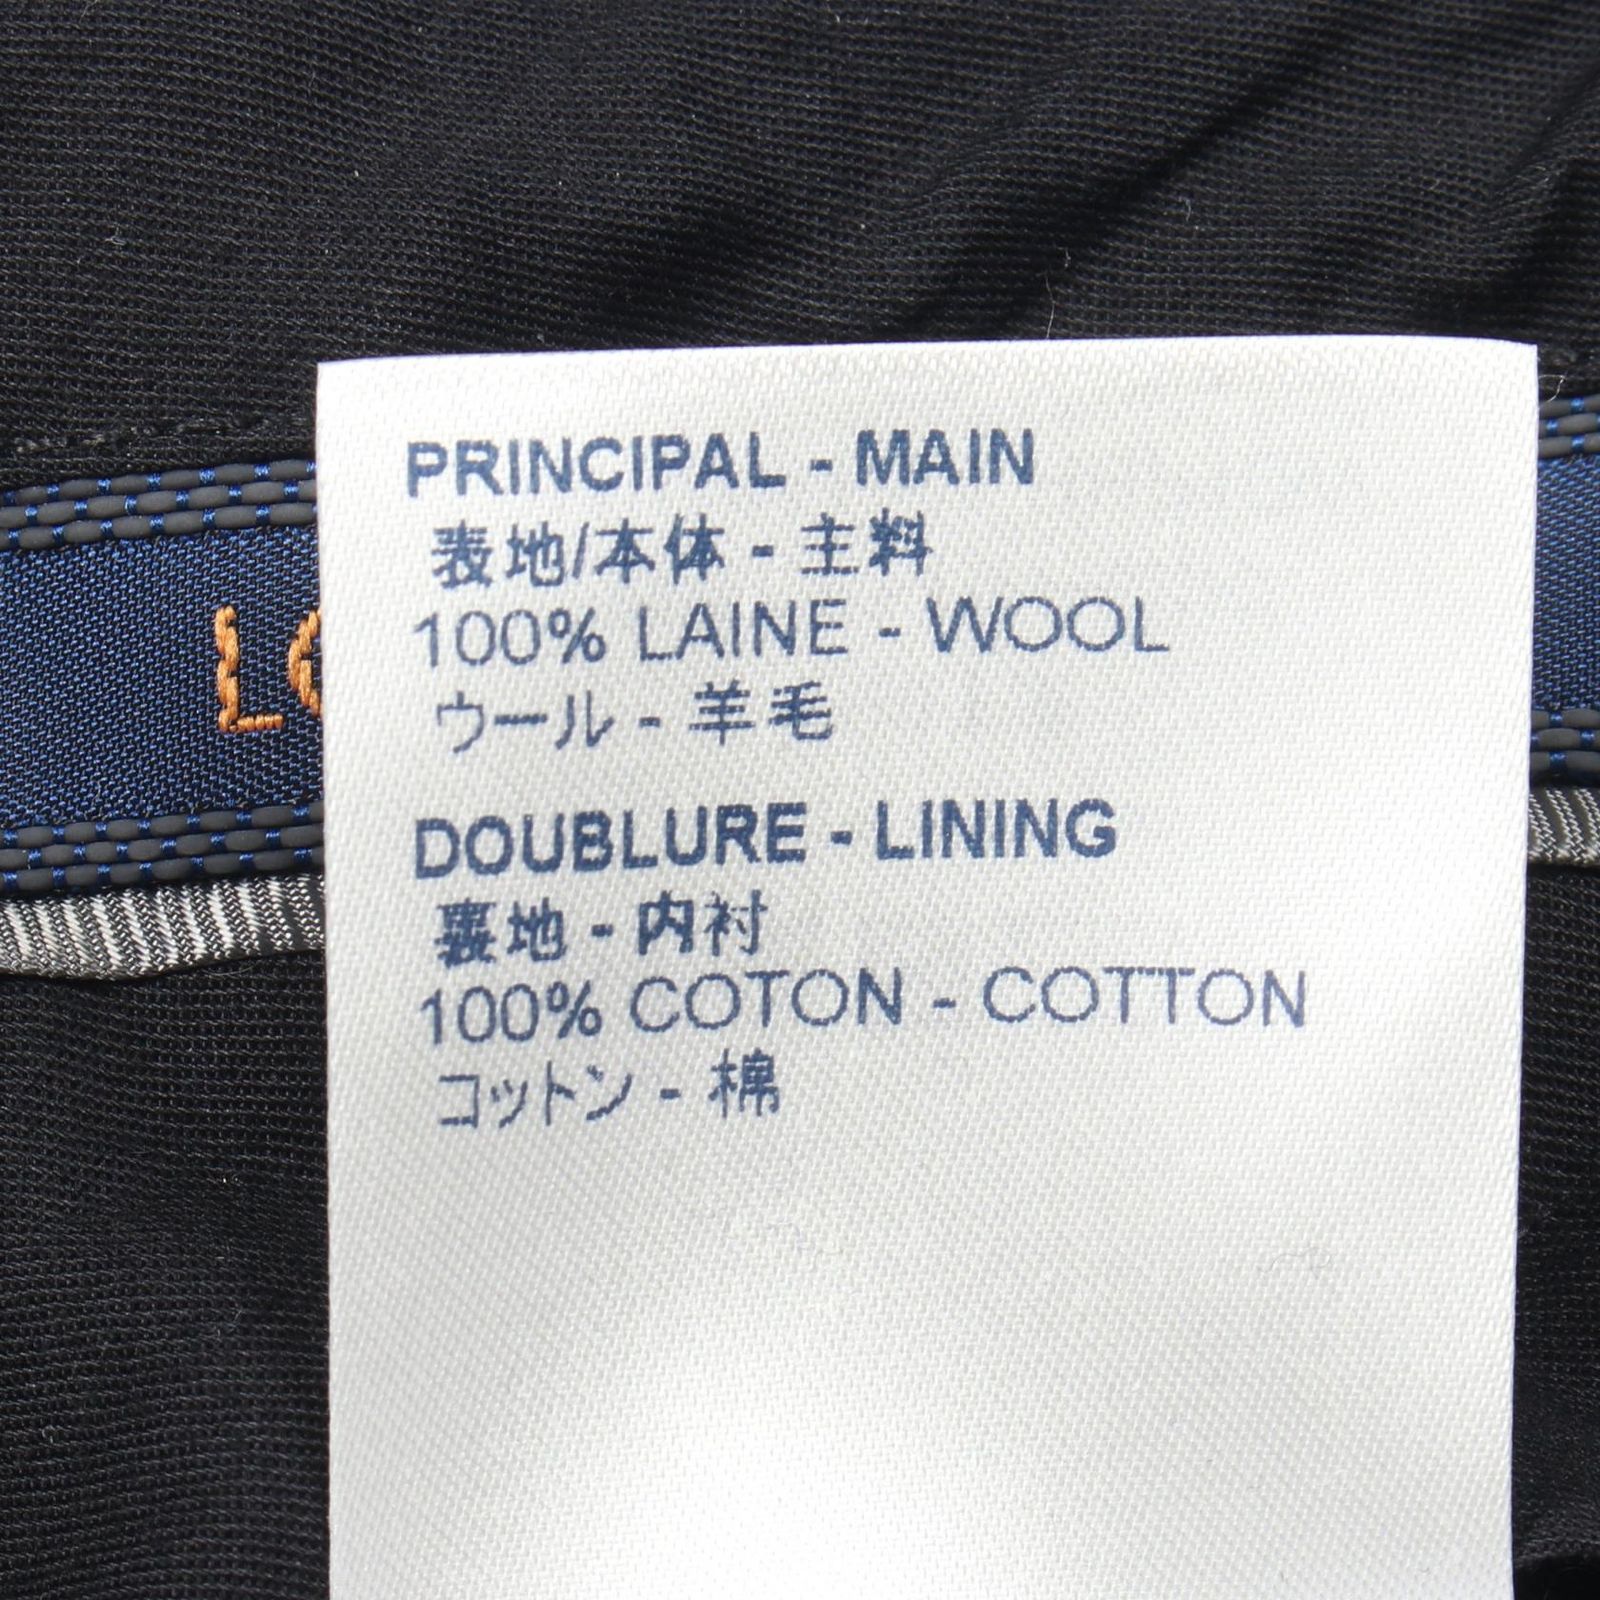 PRINCIPAL - MAIN
表地/本体 - 主料
100% LAINE - WOOL
ウール - 羊毛
DOUBLURE - LINING
裏地 - 内衬
100% COTON - COTTON
コットン - 棉